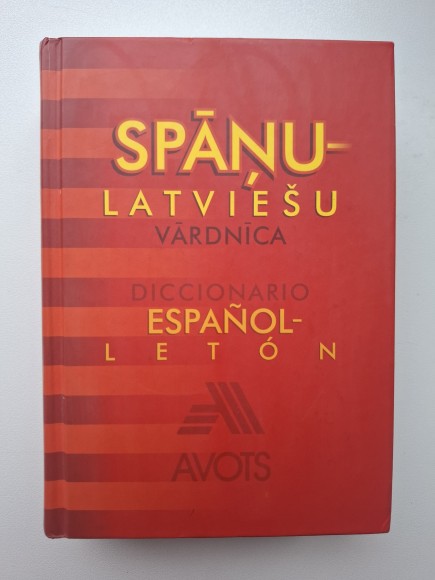 SPĀŅU-
LATVIEŠU
VĀRDNĪCA
DICCIONARIO
ESPAÑOL-
LETÓN
AVOTS